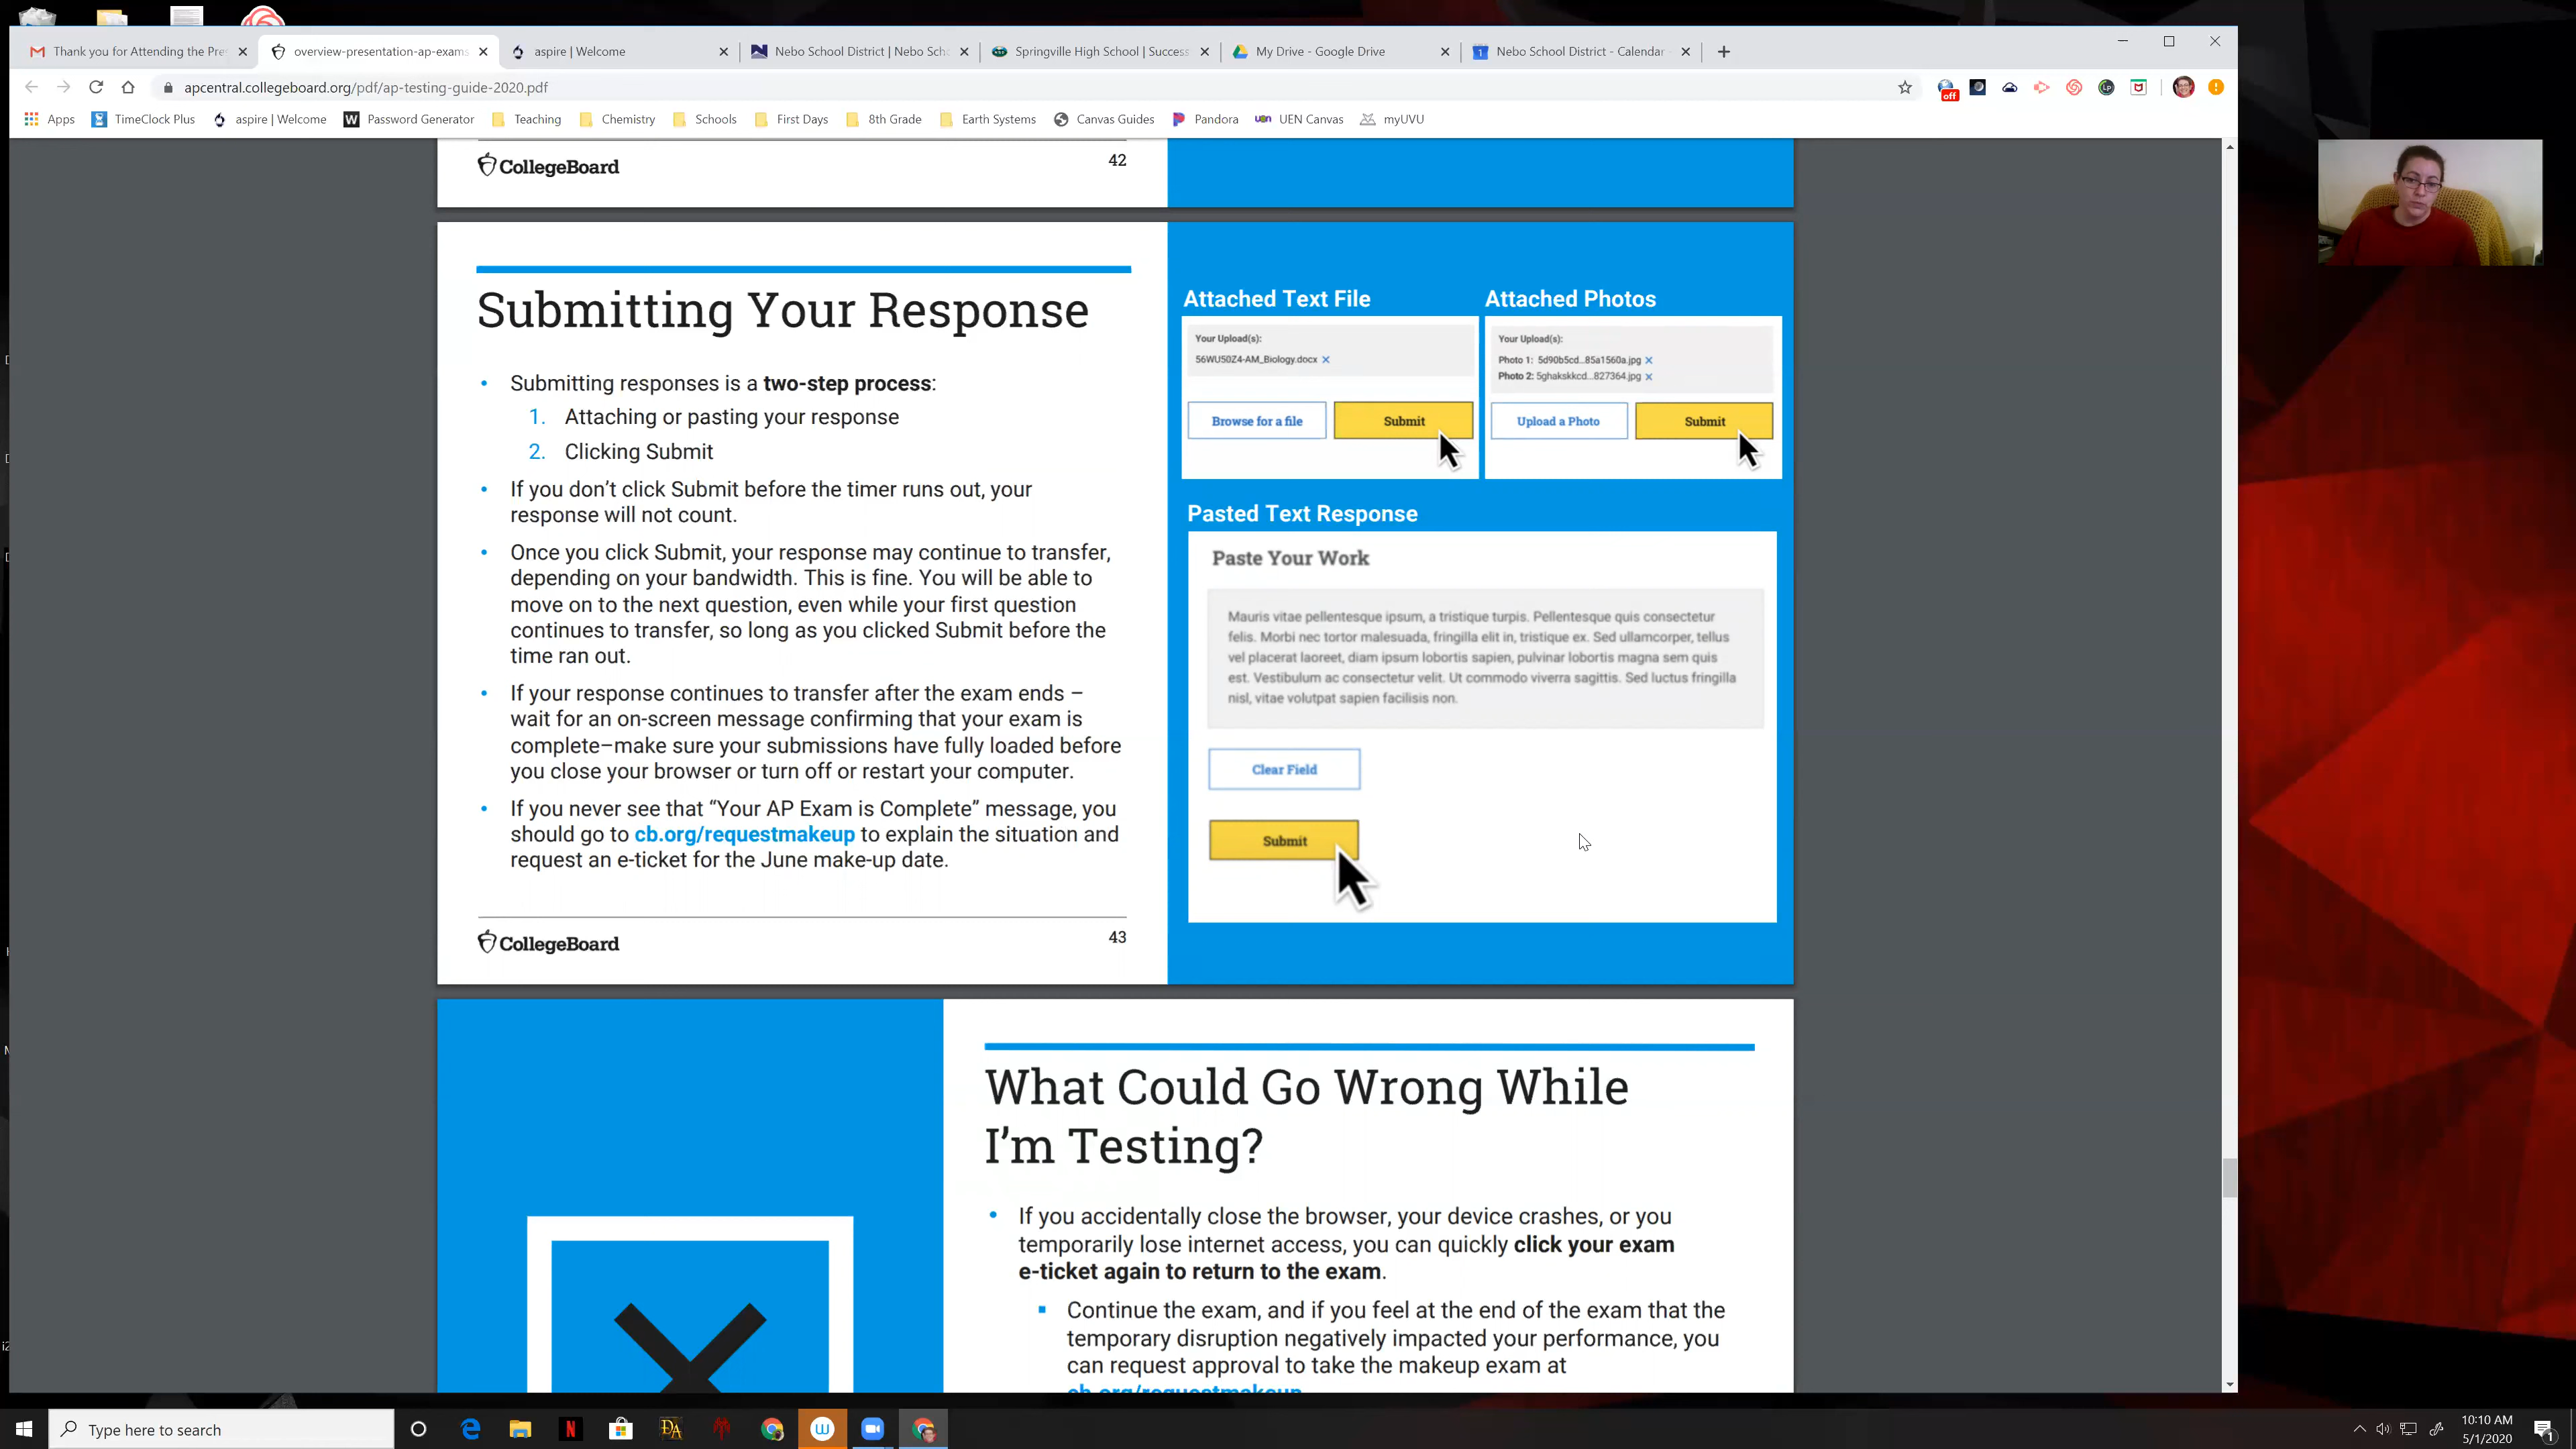 Thank you for Attending the Pre
overview-presentation-ap-exams
aspire | Welcome
Nebo School District | Nebo Scho
Springville High School | Success
My Drive - Google Drive
Nebo School District - Calendar
apcentral.collegeboard.org/pdf/ap-testing-guide-2020.pdf
off
Apps
TimeClock Plus
aspire | Welcome
Password Generator
Teaching
Chemistry
Schools
First Days
8th Grade
Earth Systems
Canvas Guides
Pandora
UEN Canvas
myUVU
CollegeBoard
42
Submitting Your Response
• Submitting responses is a two-step process:
1. Attaching or pasting your response
2. Clicking Submit
• If you don’t click Submit before the timer runs out, your
response will not count.
• Once you click Submit, your response may continue to transfer,
depending on your bandwidth. This is fine. You will be able to
move on to the next question, even while your first question
continues to transfer, so long as you clicked Submit before the
time ran out.
• If your response continues to transfer after the exam ends –
wait for an on-screen message confirming that your exam is
complete–make sure your submissions have fully loaded before
you close your browser or turn off or restart your computer.
• If you never see that “Your AP Exam is Complete” message, you
should go to cb.org/requestmakeup to explain the situation and
request an e-ticket for the June make-up date.
CollegeBoard
43
Attached Text File
Your Upload(s):
56WU50Z4-AM_Biology.docx ×
Browse for a file
Submit
Attached Photos
Your Upload(s):
Photo 1: 5d90b5cd...85a1560a.jpg ×
Photo 2: 5ghakskkcd...827364.jpg ×
Upload a Photo
Submit
Pasted Text Response
Paste Your Work
Mauris vitae pellentesque ipsum, a tristique turpis. Pellentesque quis consectetur
felis. Morbi nec tortor malesuada, fringilla elit in, tristique ex. Sed ullamcorper, tellus
vel placerat laoreet, diam ipsum lobortis sapien, pulvinar lobortis magna sem quis
est. Vestibulum ac consectetur velit. Ut commodo viverra sagittis. Sed luctus fringilla
nisl, vitae volutpat sapien facilisis non.
Clear Field
Submit
What Could Go Wrong While
I’m Testing?
• If you accidentally close the browser, your device crashes, or you
temporarily lose internet access, you can quickly click your exam
e-ticket again to return to the exam.
▪ Continue the exam, and if you feel at the end of the exam that the
temporary disruption negatively impacted your performance, you
can request approval to take the makeup exam at
cb.org/requestmakeup
Type here to search
10:10 AM
5/1/2020